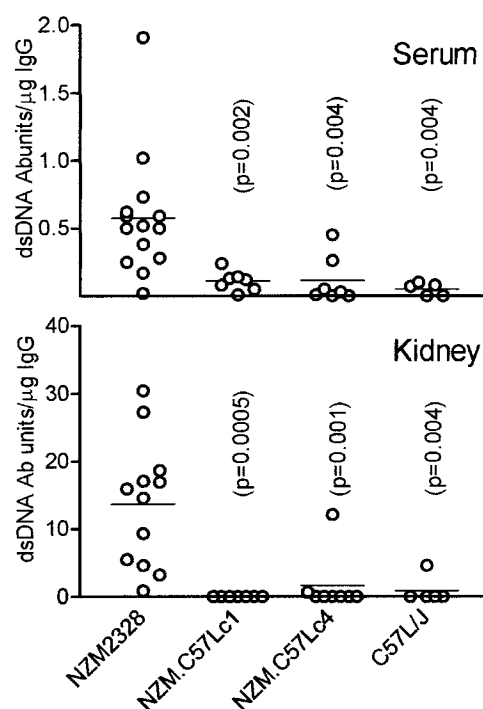 dsDNA Abunits/µg IgG
2.0
1.5
1.0
0.5
Serum
(p=0.002)
(p=0.004)
(p=0.004)
dsDNA Ab units/µg IgG
40
30
20
10
0
Kidney
(p=0.0005)
(p=0.001)
(p=0.004)
NZM2328
NZM.C57Lc1
NZM.C57Lc4
C57L/J